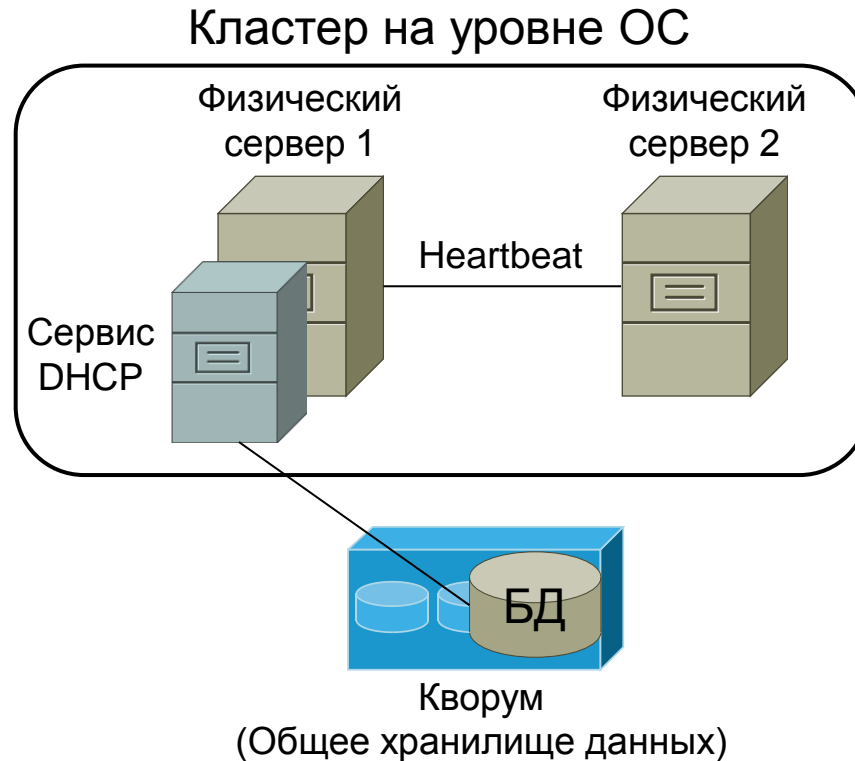 Кластер на уровне ОС
Физический
сервер 1
Физический
сервер 2
Heartbeat
Сервис
DHCP
БД
Кворум
(Общее хранилище данных)